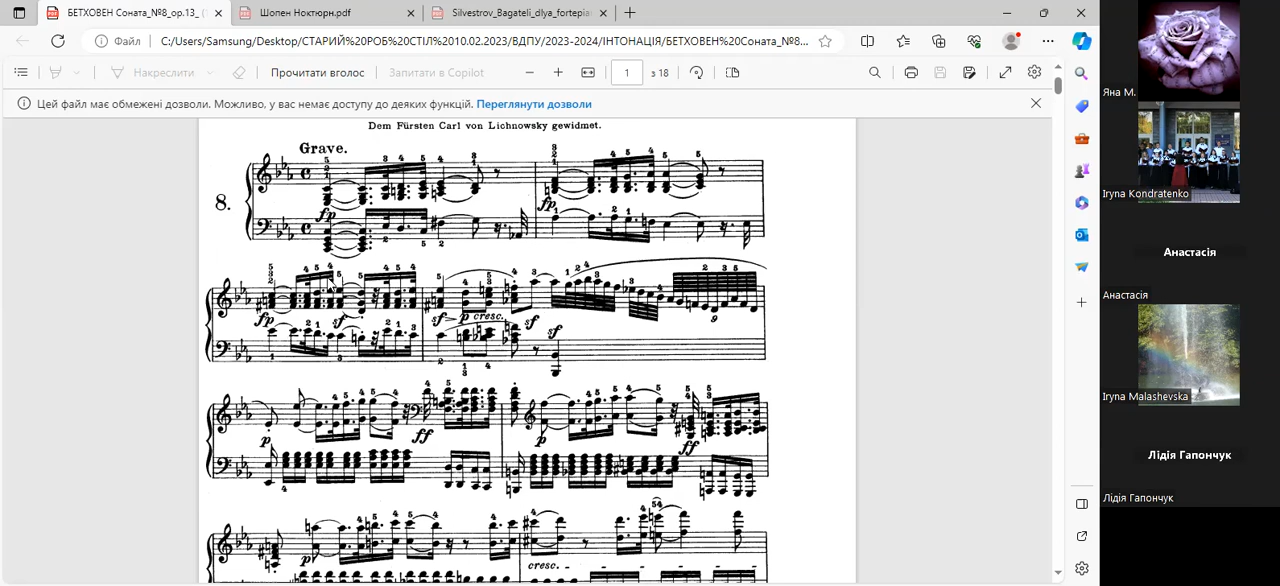 БЕТХОВЕН Соната_№8_ор.13_ (
Шопен Ноктюрн.pdf
Silvestrov_Bagateli_dlya_fortepia
Файл
C:/Users/Samsung/Desktop/СТАРИЙ%20РОБ%20СТІЛ%2010.02.2023/ВДПУ/2023-2024/ІНТОНАЦІЯ/БЕТХОВЕН%20Соната_№8...
Накреслити
Прочитати вголос
Запитати в Copilot
1
з 18
Цей файл має обмежені дозволи. Можливо, у вас немає доступу до деяких функцій. Переглянути дозволи
Dem Fürsten Carl von Lichnowsky gewidmet.
Grave.
8.
fp
fp
fp
sf
sf
p cresc.
sf
sf
9
p
ff
p
ff
p
cresc.
Яна М.
Iryna Kondratenko
Анастасія
Анастасія
Iryna Malashevska
Лідія Гапончук
Лідія Гапончук